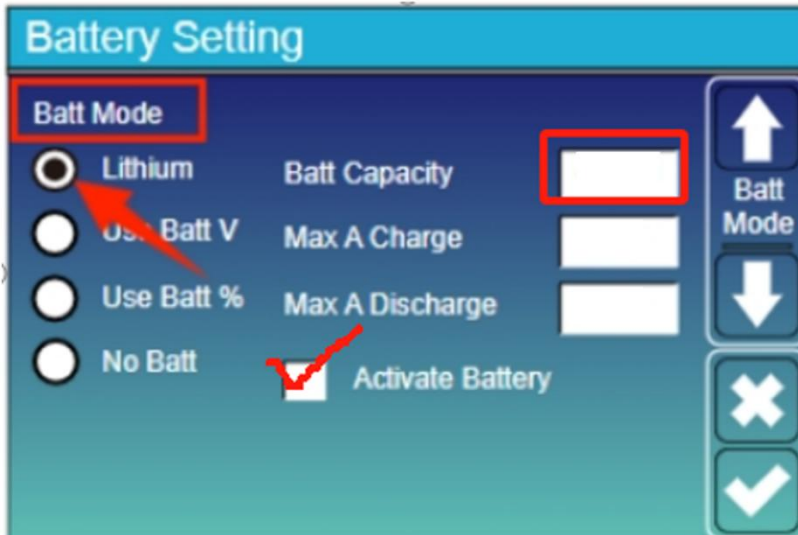 Battery Setting
Batt Mode
Lithium
Batt Capacity
Use Batt V
Max A Charge
Use Batt %
Max A Discharge
No Batt
Activate Battery
Batt
Mode